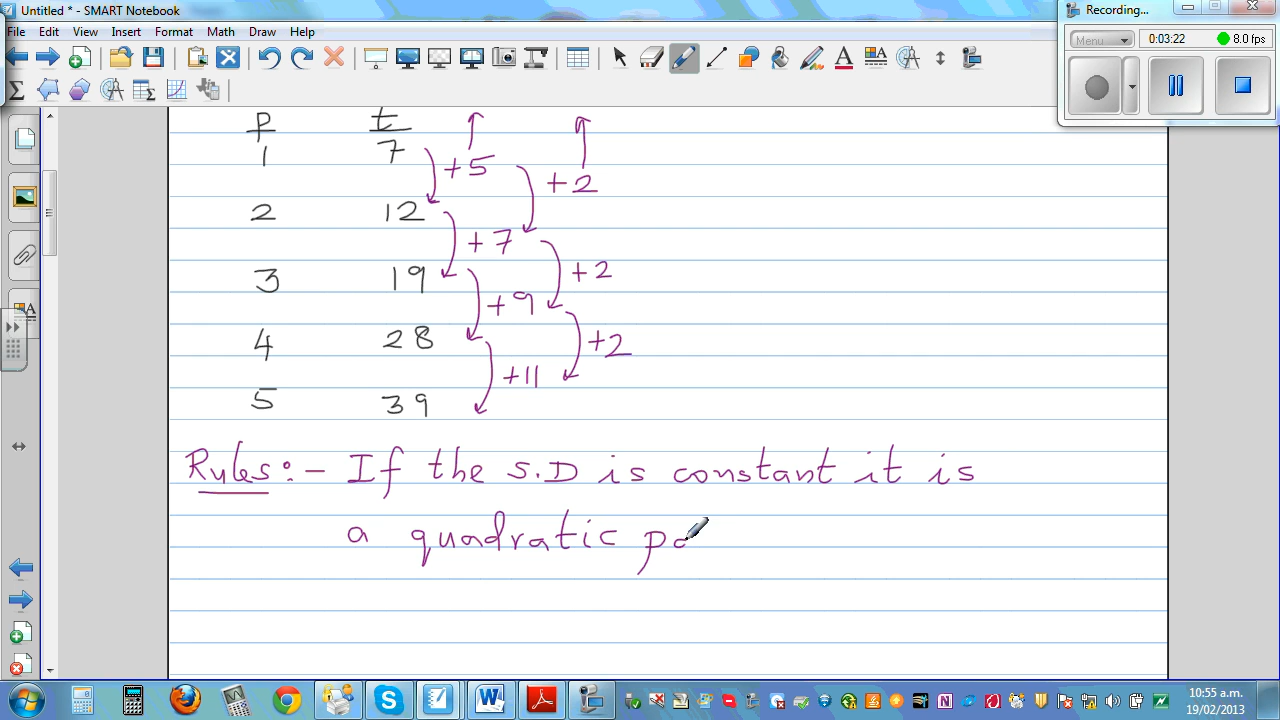 Untitled * - SMART Notebook
File Edit View Insert Format Math Draw Help
Recording...
Menu
00:03:22
8.0 fps
P t
1 7
+5
+2
2 12
+7
+2
3 19
+9
+2
4 28
+11
5 39
Rules:- If the S.D is constant it is
a quadratic pa
10:55 a.m.
19/02/2013